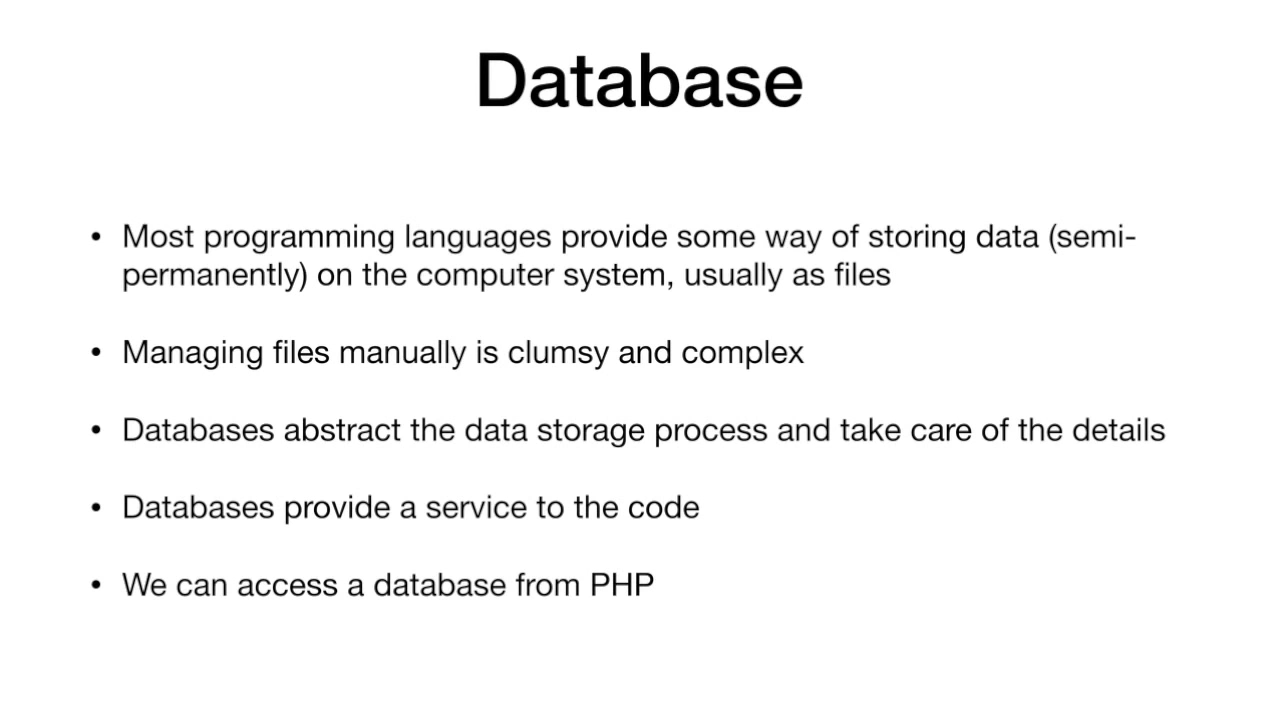 Database
• Most programming languages provide some way of storing data (semi-
permanently) on the computer system, usually as files
• Managing files manually is clumsy and complex
• Databases abstract the data storage process and take care of the details
• Databases provide a service to the code
• We can access a database from PHP